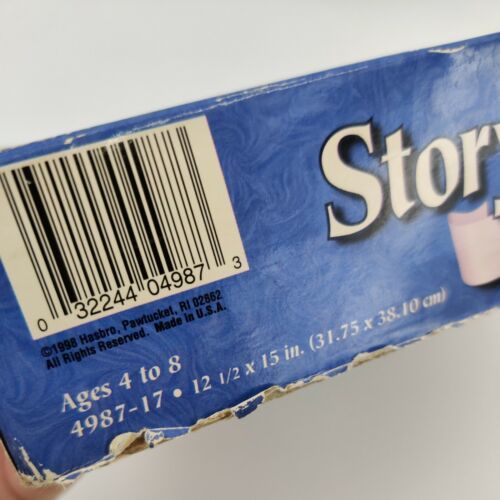 Story
0 32244 04987 3
©1998 Hasbro, Pawtucket, RI 02862
All Rights Reserved. Made in U.S.A.
Ages 4 to 8
4987-17 • 12 1/2 x 15 in. (31.75 x 38.10 cm)